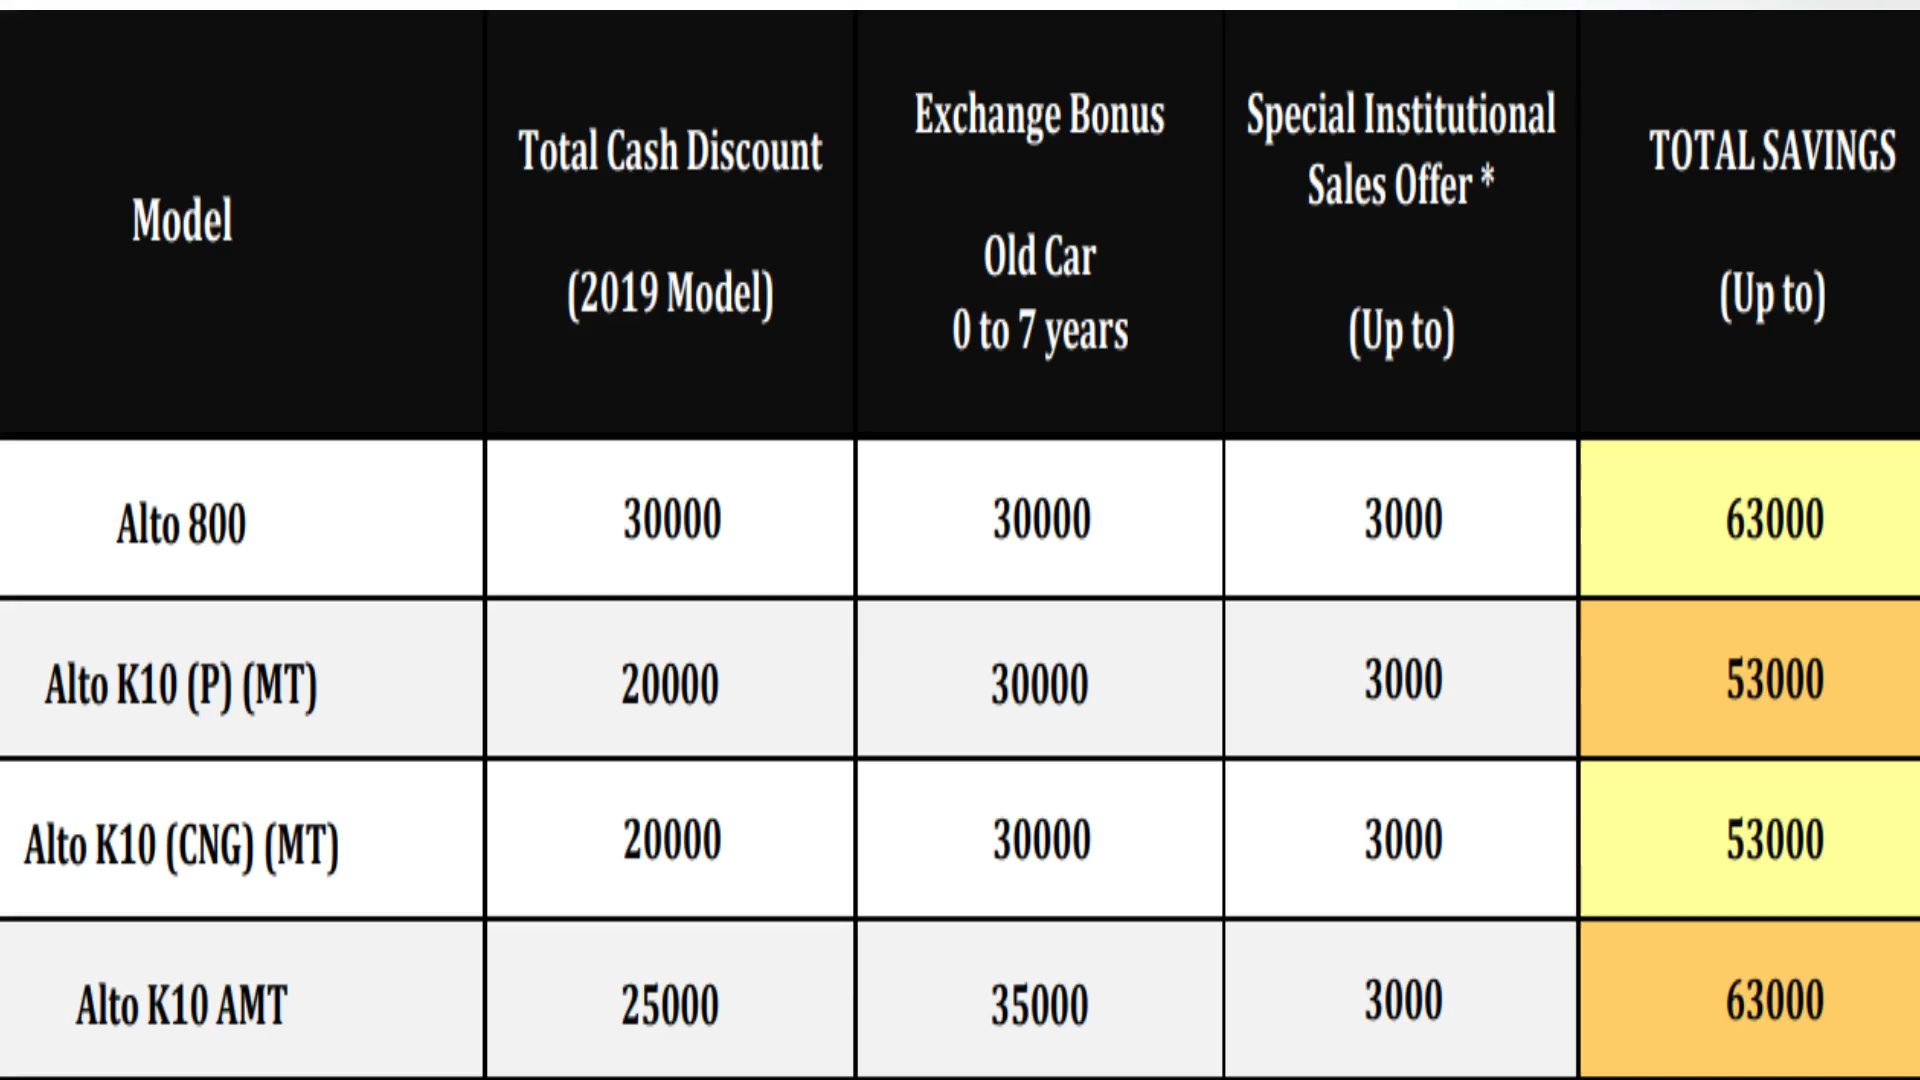 Model
Total Cash Discount
(2019 Model)
Exchange Bonus
Old Car
0 to 7 years
Special Institutional
Sales Offer *
(Up to)
TOTAL SAVINGS
(Up to)
Alto 800 30000 30000 3000 63000
Alto K10 (P) (MT) 20000 30000 3000 53000
Alto K10 (CNG) (MT) 20000 30000 3000 53000
Alto K10 AMT 25000 35000 3000 63000